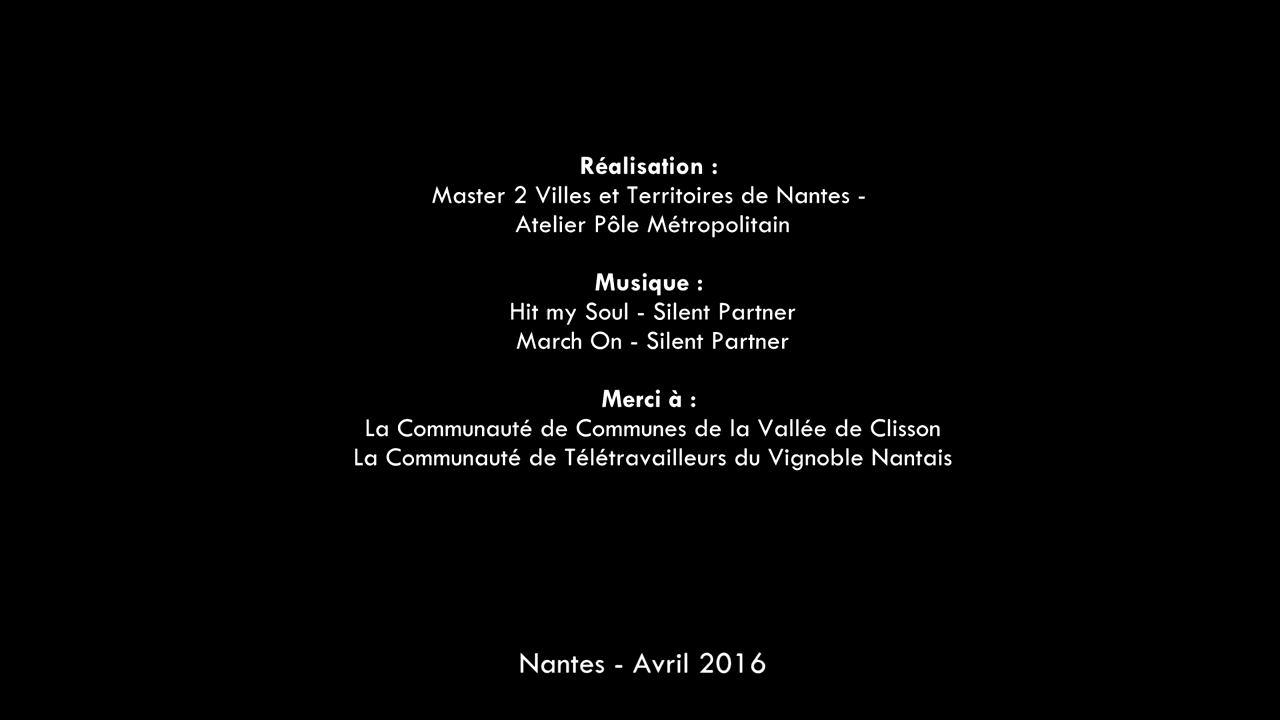 Réalisation :
Master 2 Villes et Territoires de Nantes -
Atelier Pôle Métropolitain
Musique :
Hit my Soul - Silent Partner
March On - Silent Partner
Merci à :
La Communauté de Communes de la Vallée de Clisson
La Communauté de Télétravailleurs du Vignoble Nantais
Nantes - Avril 2016